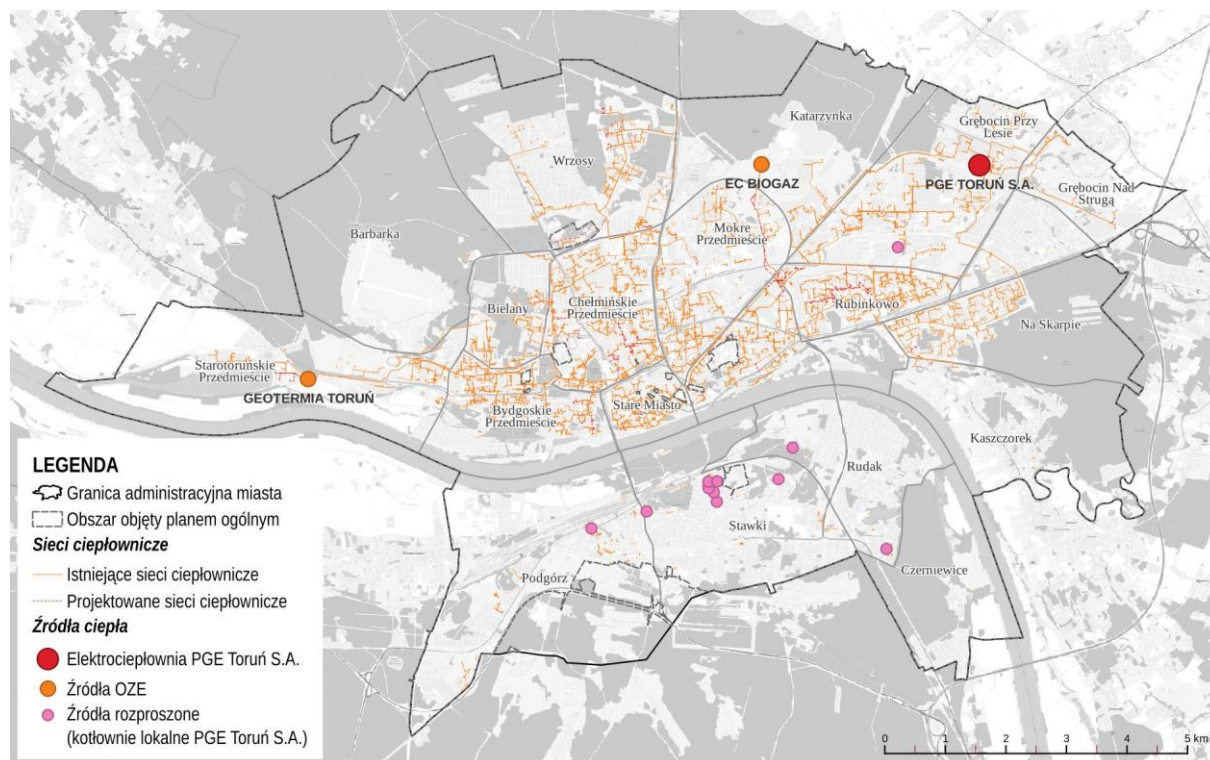 Katarzynka
Grębocin Przy
Lesie
Wrzosy
EC BIOGAZ
PGE TORUŃ S.A.
Grębocin Nad
Strugą
Barbarka
Mokre
Przedmieście
Bielany
Chełmińskie
Przedmieście
Rubinkowo
Na Skarpie
Starotoruńskie
Przedmieście
GEOTERMIA TORUŃ
Bydgoskie
Przedmieście
Stare Miasto
Kaszczorek
Rudak
Stawki
Podgórz
Czerniewice
LEGENDA
Granica administracyjna miasta
Obszar objęty planem ogólnym
Sieci ciepłownicze
Istniejące sieci ciepłownicze
Projektowane sieci ciepłownicze
Źródła ciepła
Elektrociepłownia PGE Toruń S.A.
Źródła OZE
Źródła rozproszone
(kotłownie lokalne PGE Toruń S.A.)
0 1 2 3 4 5 km